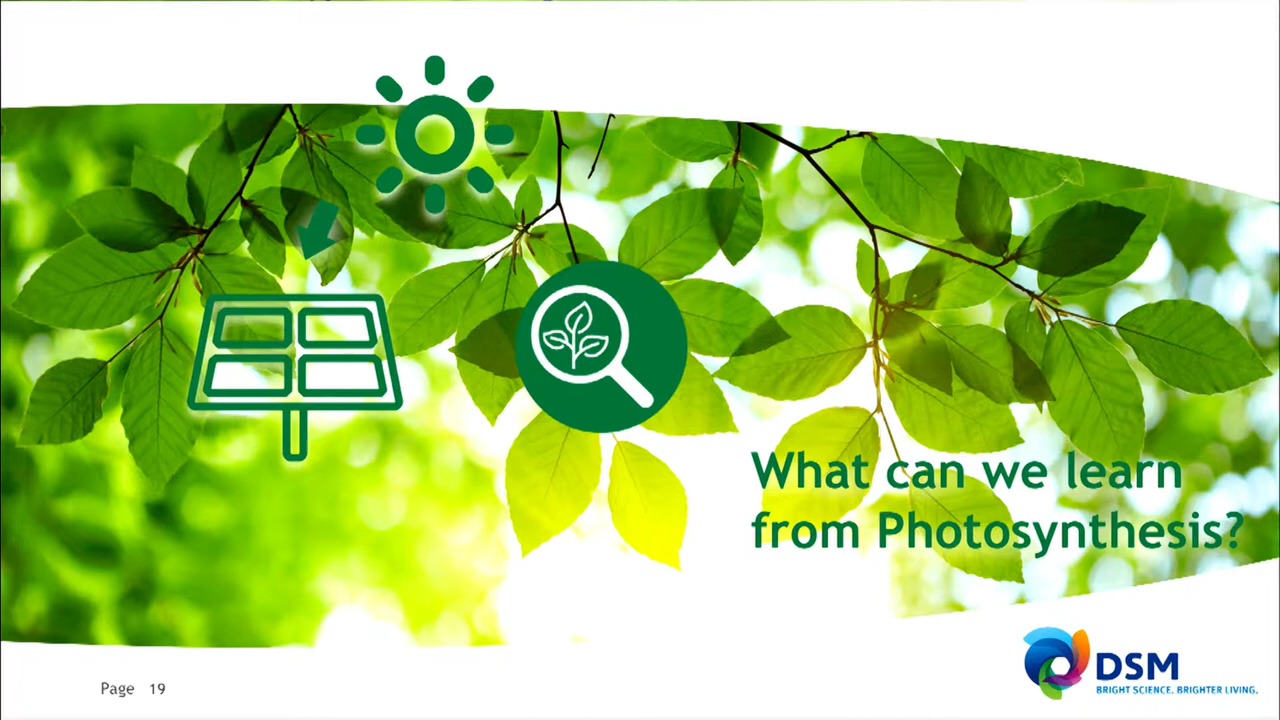 What can we learn
from Photosynthesis?
Page 19
DSM
BRIGHT SCIENCE. BRIGHTER LIVING.